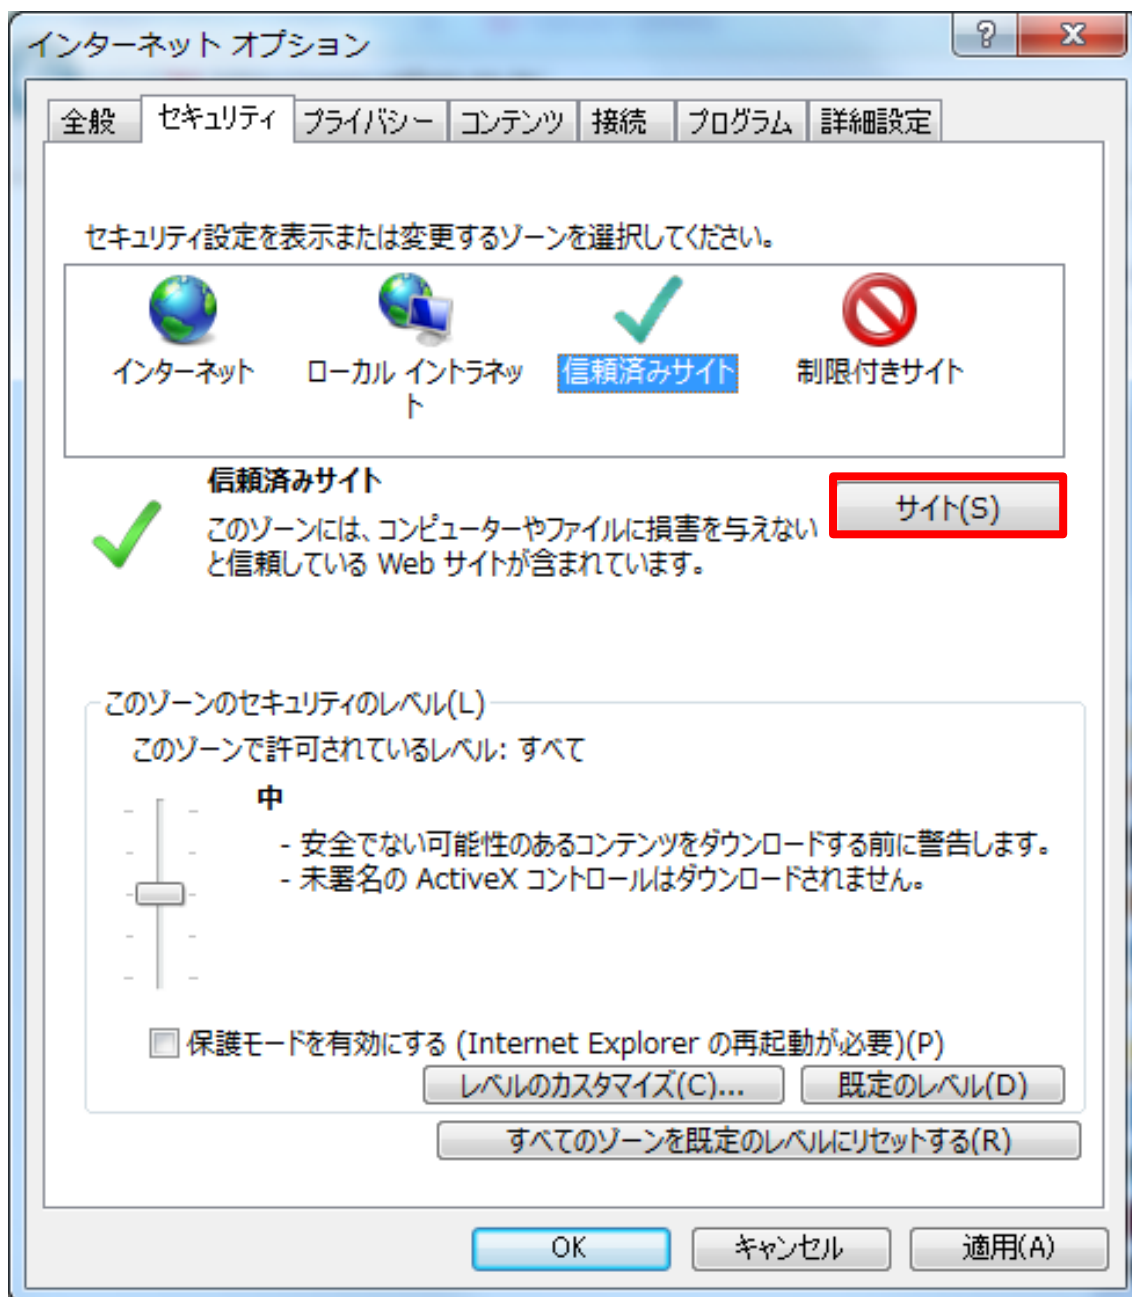 インターネット オプション
?
全般 セキュリティ プライバシー コンテンツ 接続 プログラム 詳細設定
セキュリティ設定を表示または変更するゾーンを選択してください。
インターネット
ローカル イントラネッ
ト
信頼済みサイト
制限付きサイト
信頼済みサイト
サイト(S)
このゾーンには、コンピューターやファイルに損害を与えない
と信頼している Web サイトが含まれています。
このゾーンのセキュリティのレベル(L)
このゾーンで許可されているレベル: すべて
中
- 安全でない可能性のあるコンテンツをダウンロードする前に警告します。
- 未署名の ActiveX コントロールはダウンロードされません。
保護モードを有効にする (Internet Explorer の再起動が必要)(P)
レベルのカスタマイズ(C)... 既定のレベル(D)
すべてのゾーンを既定のレベルにリセットする(R)
OK キャンセル 適用(A)